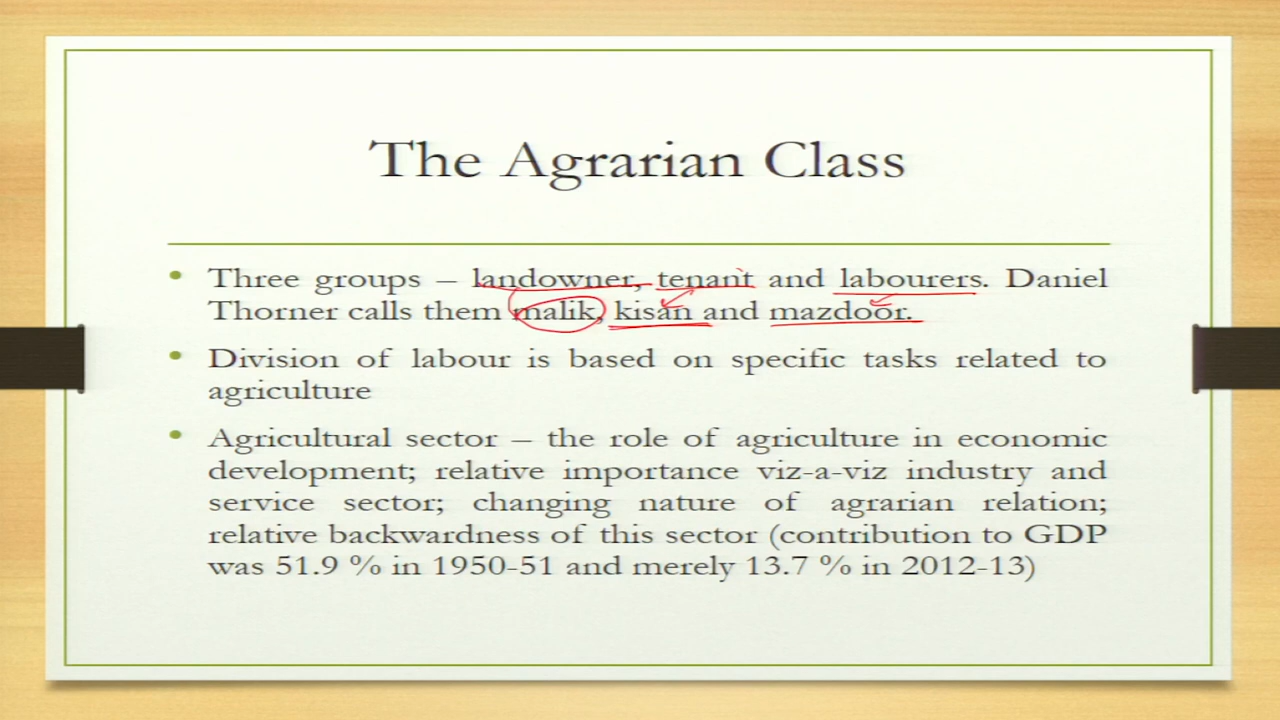 The Agrarian Class
• Three groups – landowner, tenant and labourers. Daniel
Thorner calls them malik, kisan and mazdoor.
• Division of labour is based on specific tasks related to
agriculture
• Agricultural sector – the role of agriculture in economic
development; relative importance viz-a-viz industry and
service sector; changing nature of agrarian relation;
relative backwardness of this sector (contribution to GDP
was 51.9 % in 1950-51 and merely 13.7 % in 2012-13)